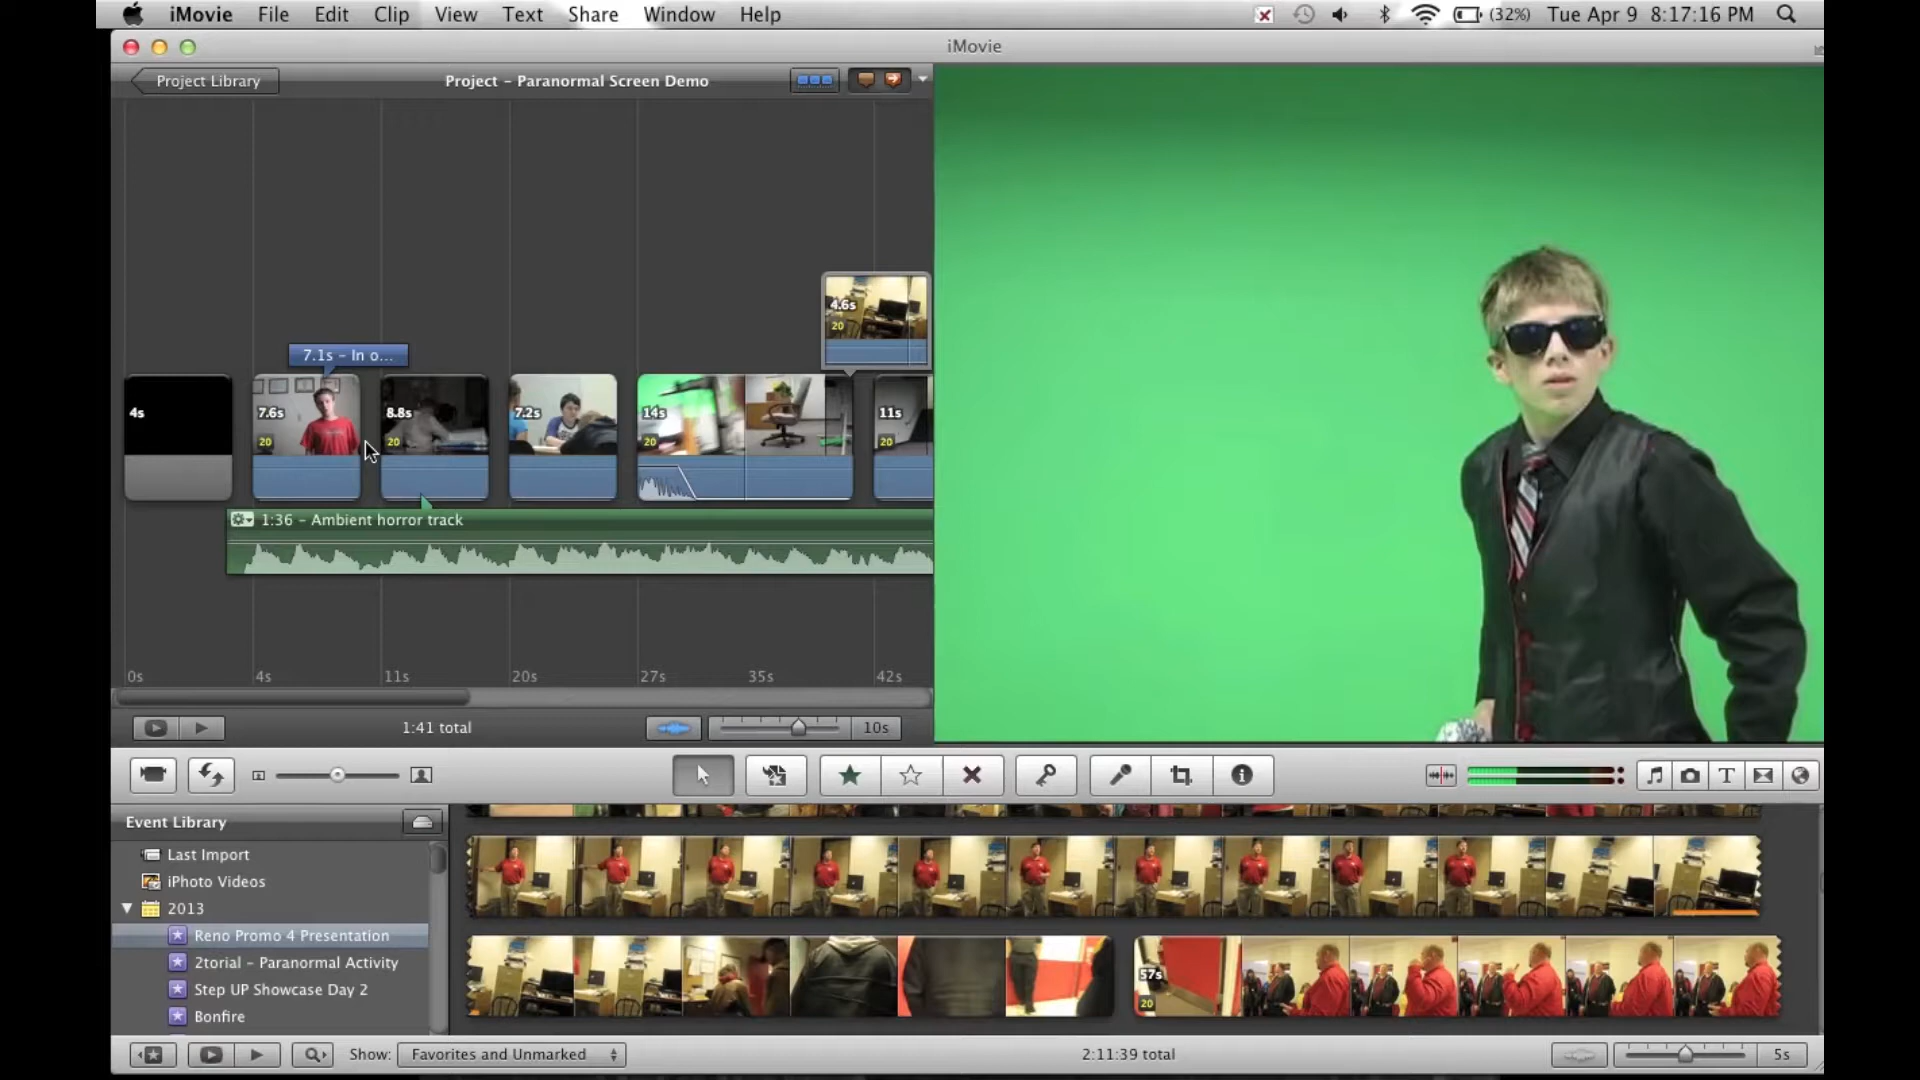 iMovie File Edit Clip View Text Share Window Help (32%) Tue Apr 9 8:17:16 PM
iMovie
Project Library Project - Paranormal Screen Demo
4.6s
20
7.1s - In o...
4s 7.6s 8.8s 7.2s 14s 11s
20 20 20 20
1:36 - Ambient horror track
0s 4s 11s 20s 27s 35s 42s
1:41 total 10s
Event Library
Last Import
iPhoto Videos
2013
Reno Promo 4 Presentation
2torial - Paranormal Activity
57s
Step UP Showcase Day 2
20
Bonfire
Show: Favorites and Unmarked 2:11:39 total 5s